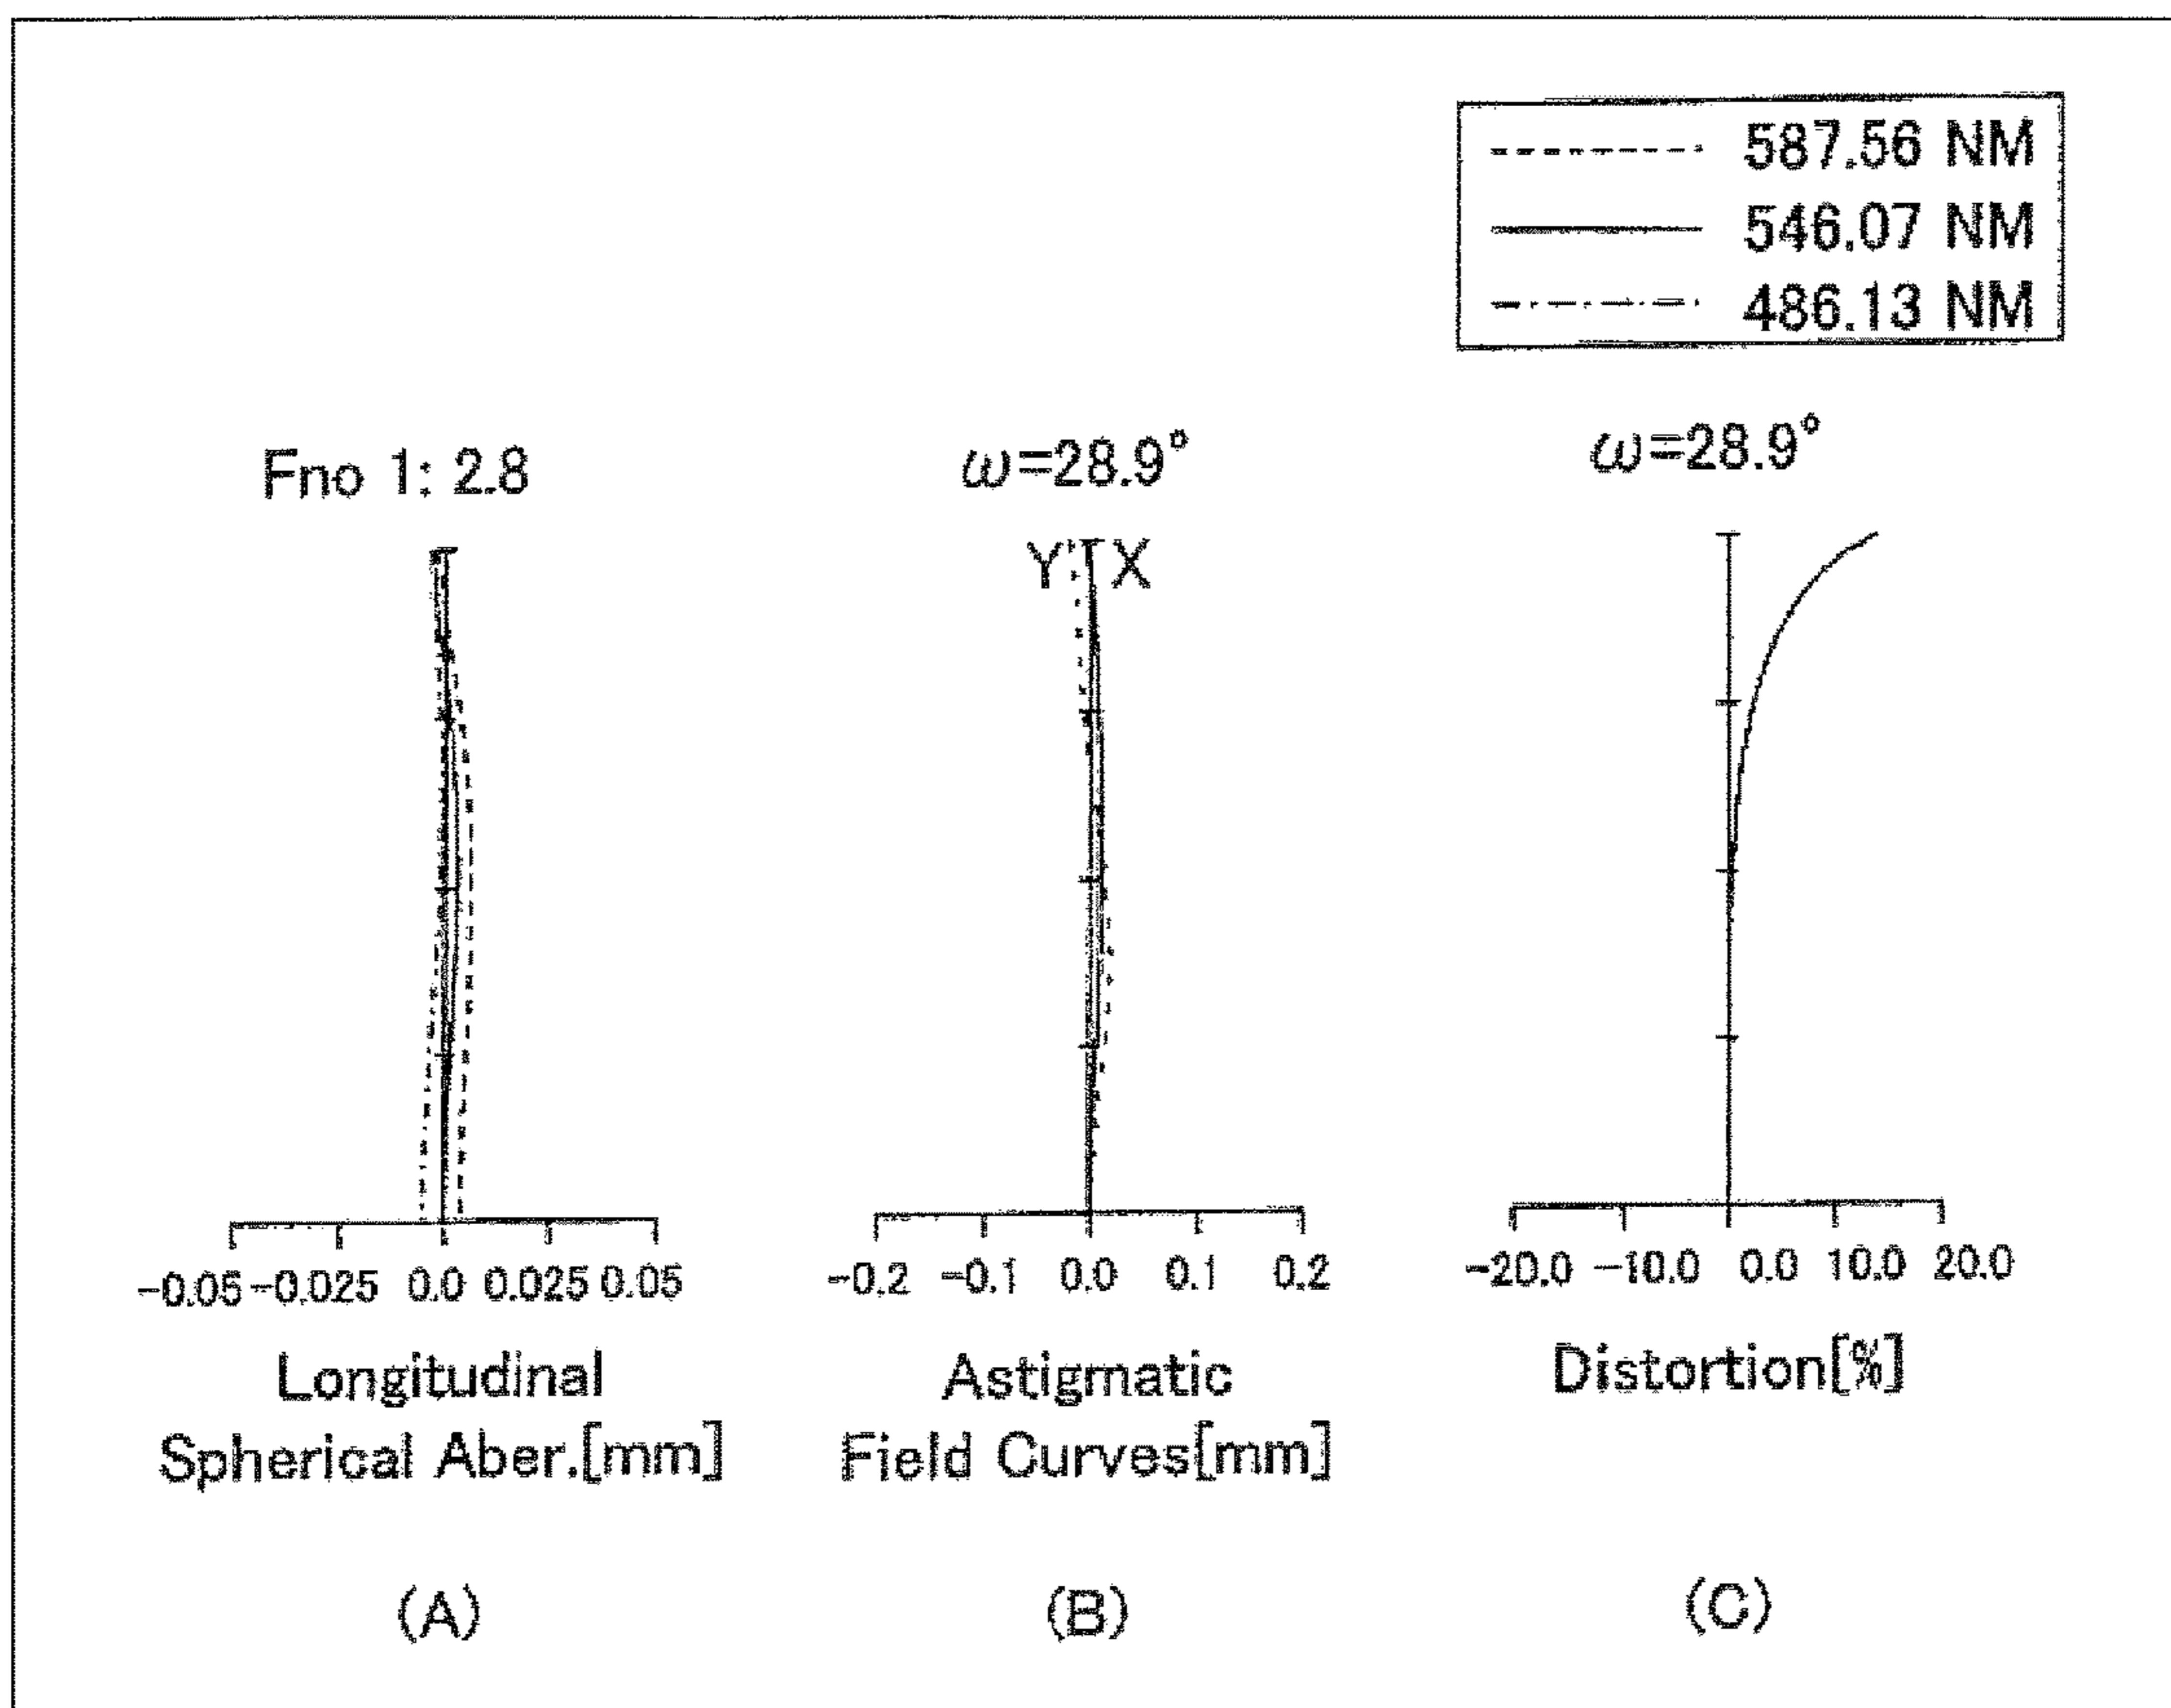 587.56 NM
546.07 NM
486.13 NM
Fno 1: 2.8
ω=28.9°
ω=28.9°
Y X
-0.05 -0.025 0.0 0.025 0.05
-0.2 -0.1 0.0 0.1 0.2
-20.0 -10.0 0.0 10.0 20.0
Longitudinal
Spherical Aber.[mm]
Astigmatic
Field Curves[mm]
Distortion[%]
(A)
(B)
(C)